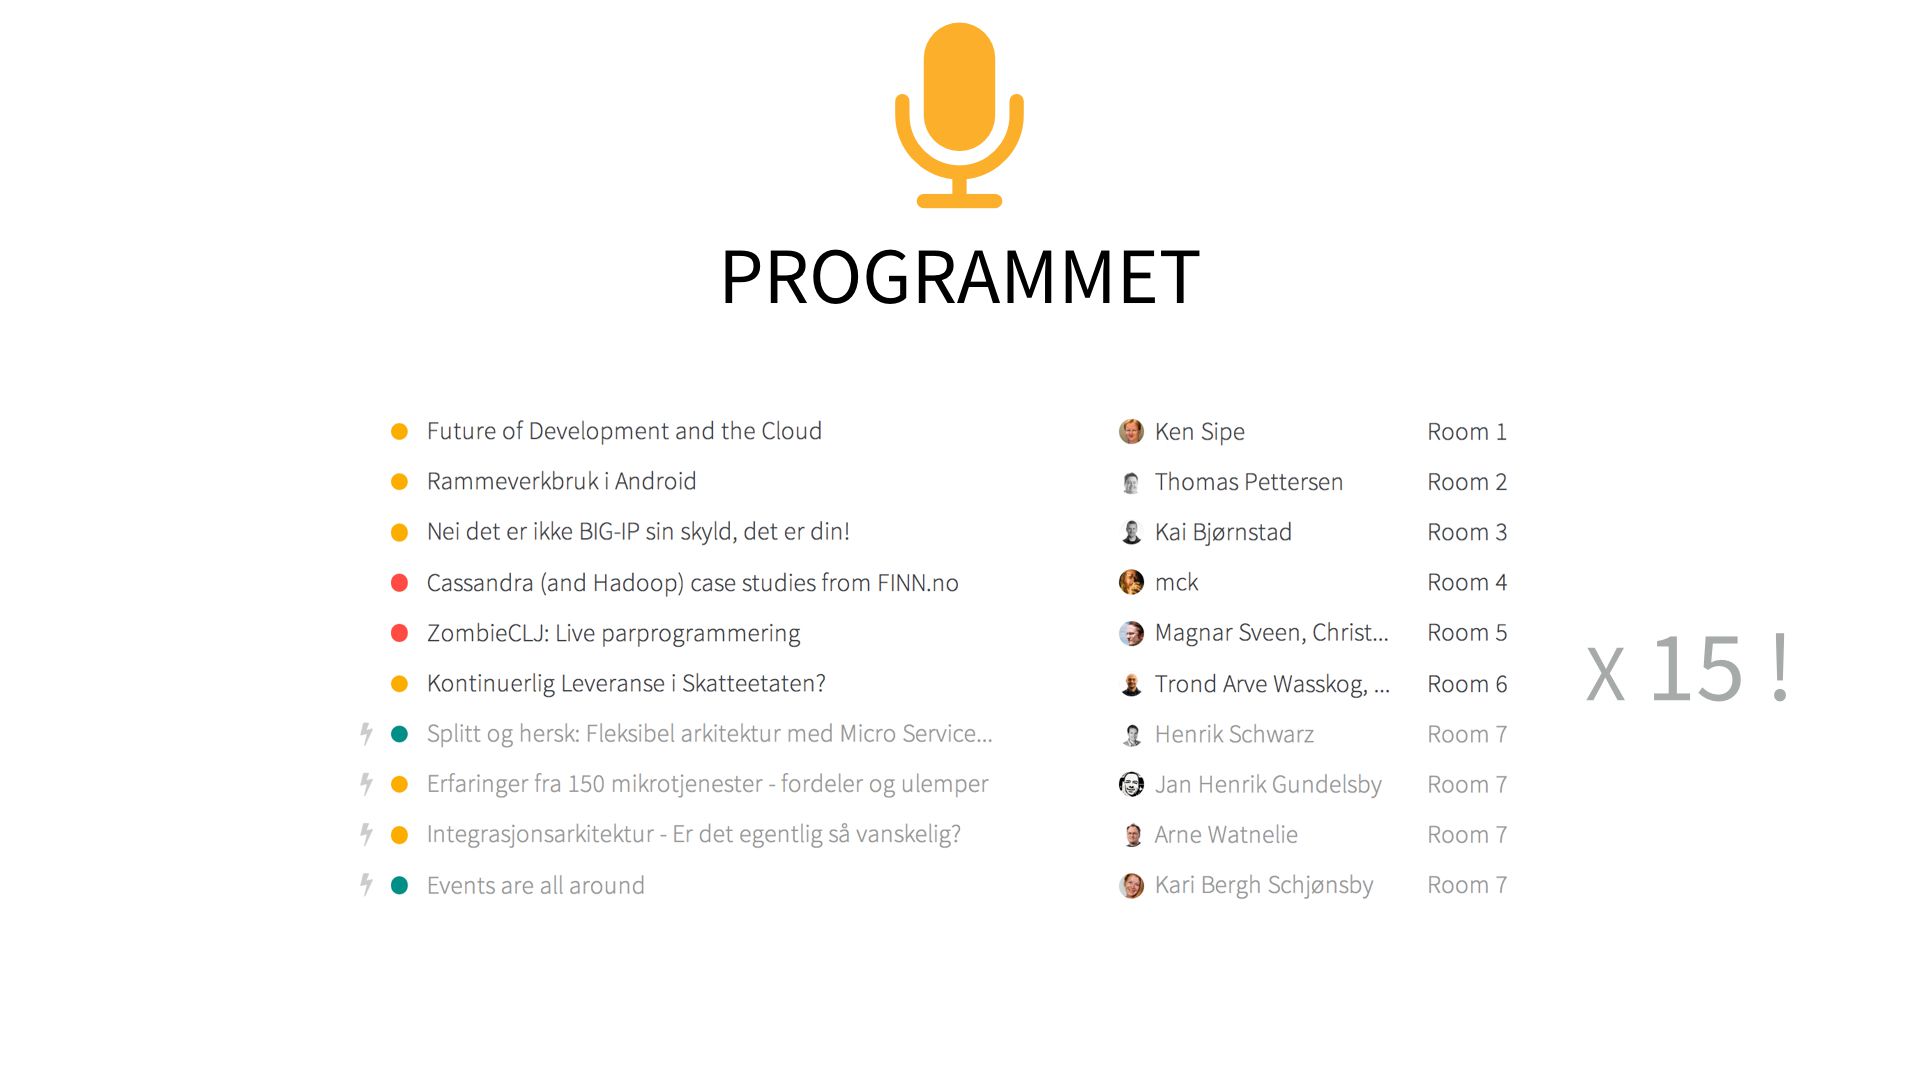 PROGRAMMET
Future of Development and the Cloud Ken Sipe Room 1
Rammeverkbruk i Android Thomas Pettersen Room 2
Nei det er ikke BIG-IP sin skyld, det er din! Kai Bjørnstad Room 3
Cassandra (and Hadoop) case studies from FINN.no mck Room 4
ZombieCLJ: Live parprogrammering Magnar Sveen, Christ... Room 5
x 15 !
Kontinuerlig Leveranse i Skatteetaten? Trond Arve Wasskog, ... Room 6
Splitt og hersk: Fleksibel arkitektur med Micro Service... Henrik Schwarz Room 7
Erfaringer fra 150 mikrotjenester - fordeler og ulemper Jan Henrik Gundelsby Room 7
Integrasjonsarkitektur - Er det egentlig så vanskelig? Arne Watnelie Room 7
Events are all around Kari Bergh Schjønsby Room 7